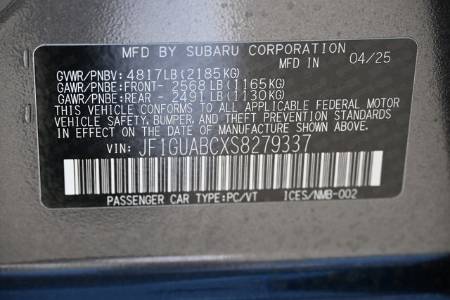 MFD BY SUBARU CORPORATION 04/25
GVWR/PNBV: 4817LB(2185KG)
GAWR/PNBE:FRONT- 2568LB(1165KG)
GAWR/PNBE:REAR - 2491LB(1130KG)
THIS VEHICLE CONFORMS TO ALL APPLICABLE FEDERAL MOTOR
VEHICLE SAFETY,BUMPER, AND THEFT PREVENTION STANDARDS
IN EFFECT ON THE DATE OF MANUFACTURE SHOWN ABOVE.
VIN: JF1GUABCXS8279337
PASSENGER CAR TYPE:PC/VT ICES/NMB-002